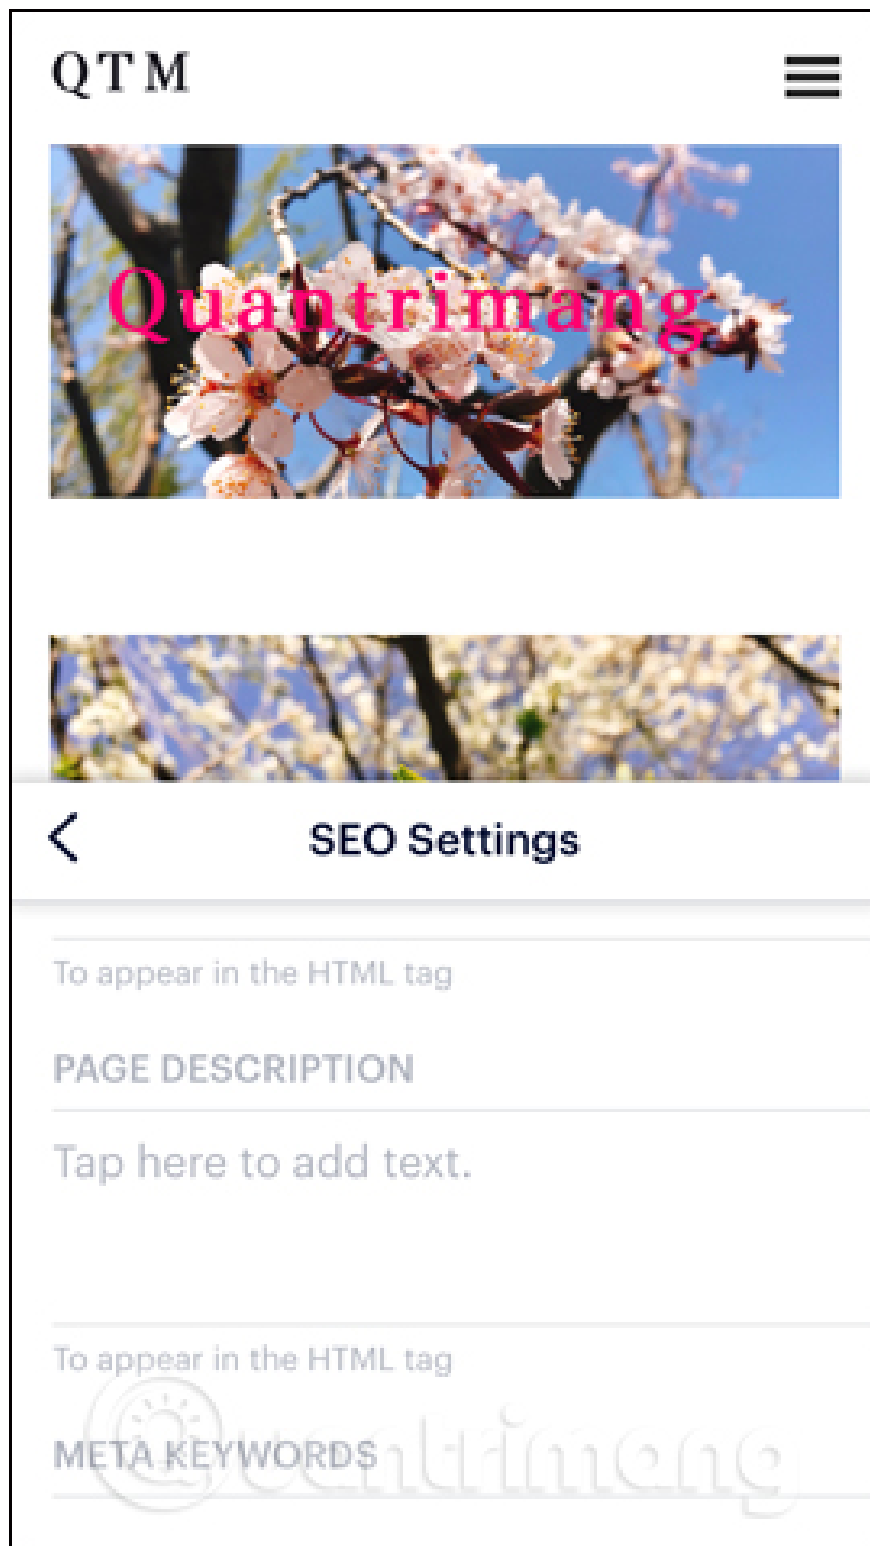 QTM
Quantrimang
SEO Settings
To appear in the HTML tag
PAGE DESCRIPTION
Tap here to add text.
To appear in the HTML tag
META KEYWORDS
Quantrimang